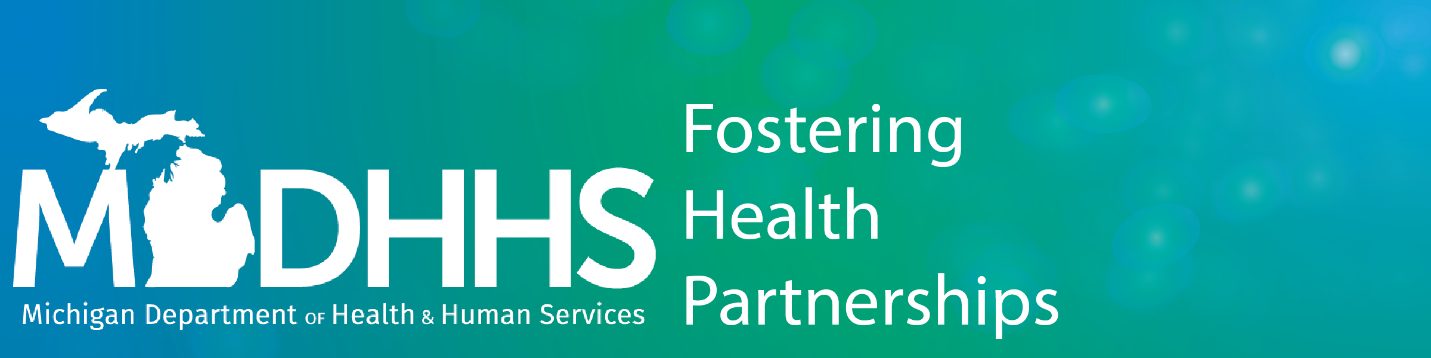 MDHHS
Michigan Department OF Health & Human Services
Fostering
Health
Partnerships